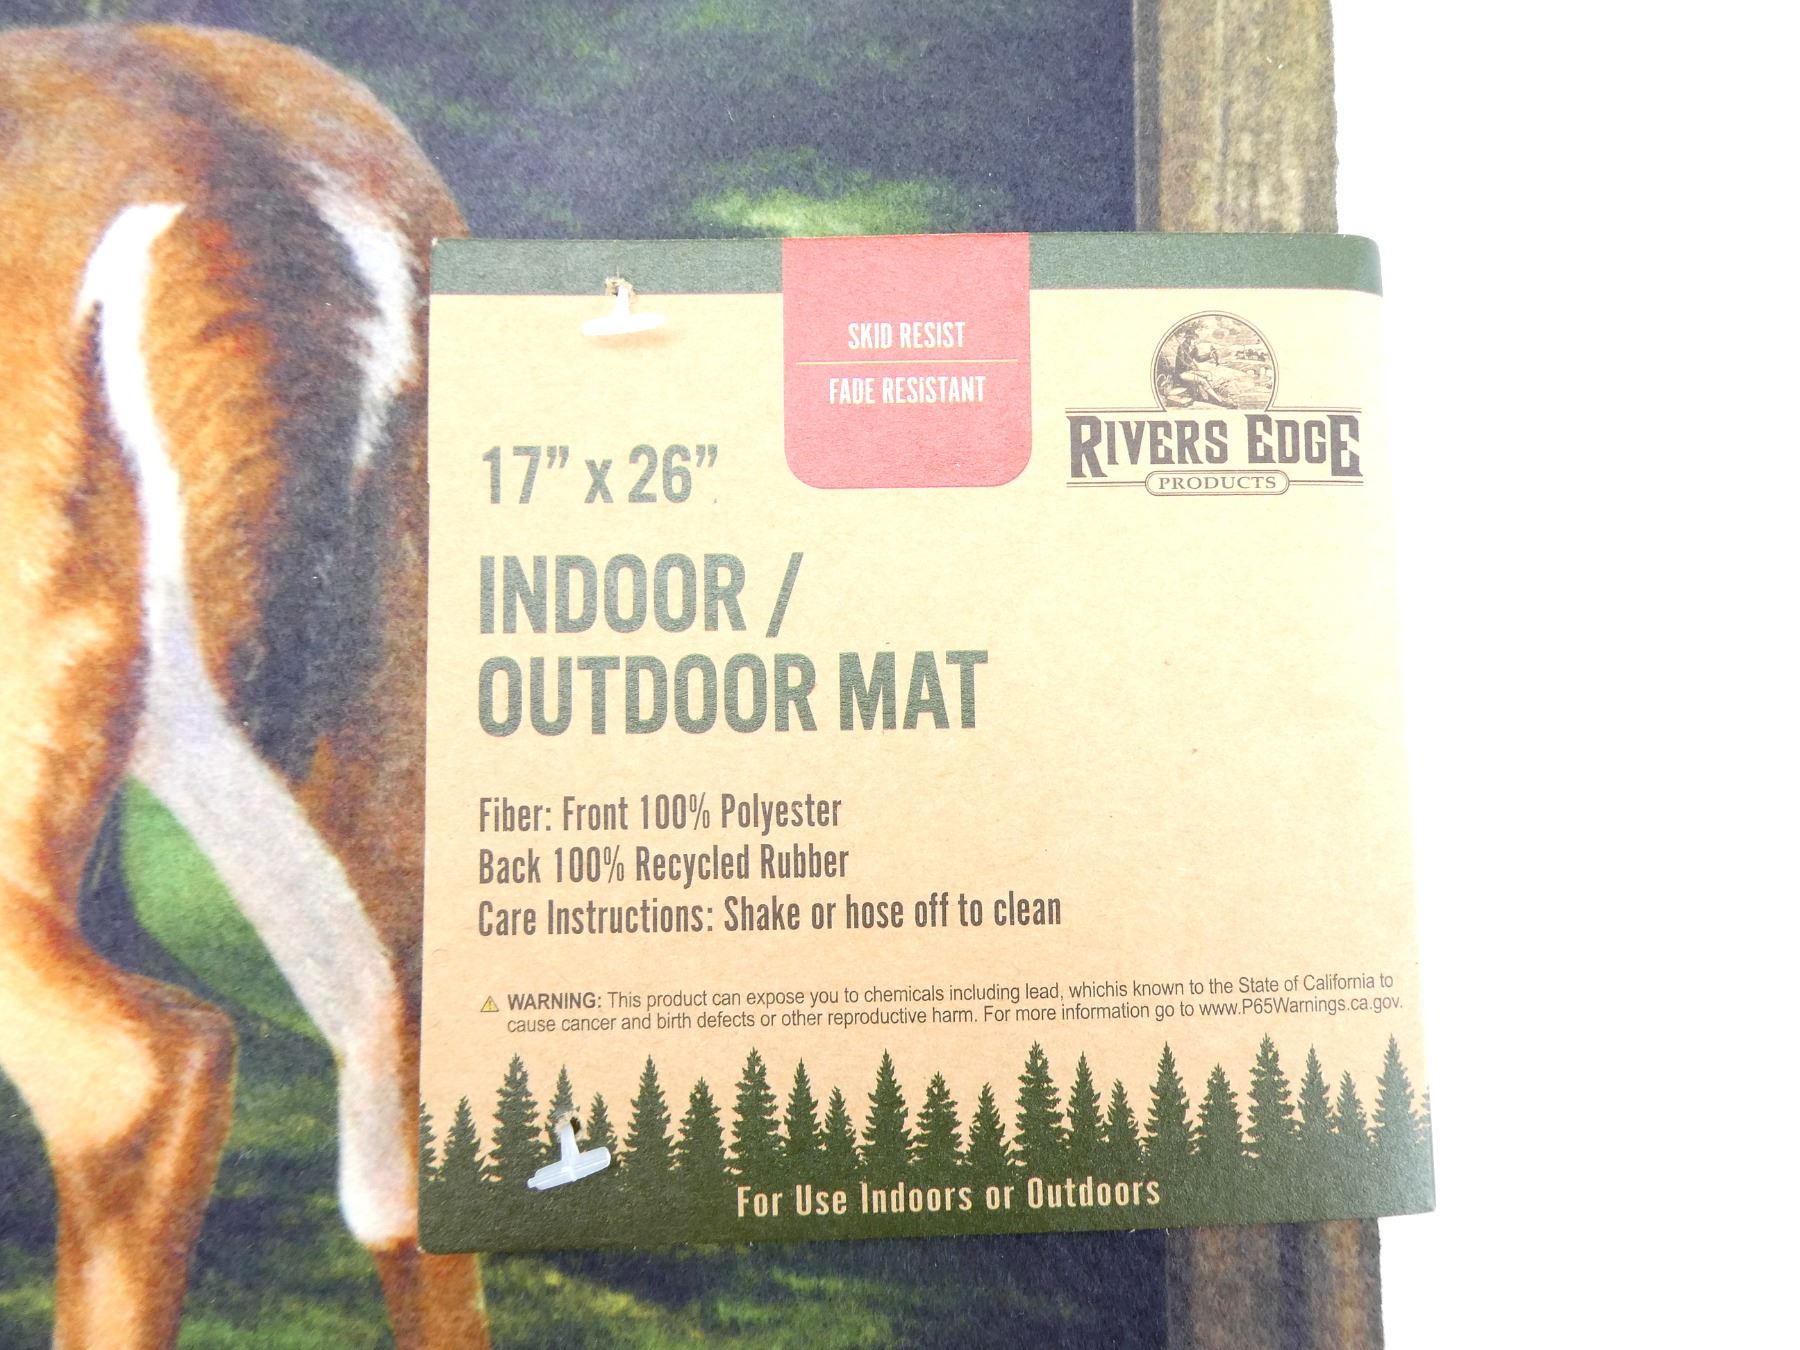 SKID RESIST
FADE RESISTANT
RIVERS EDGE
PRODUCTS
17” x 26”
INDOOR /
OUTDOOR MAT
Fiber: Front 100% Polyester
Back 100% Recycled Rubber
Care Instructions: Shake or hose off to clean
WARNING: This product can expose you to chemicals including lead, whichis known to the State of California to
cause cancer and birth defects or other reproductive harm. For more information go to www.P65Warnings.ca.gov.
For Use Indoors or Outdoors